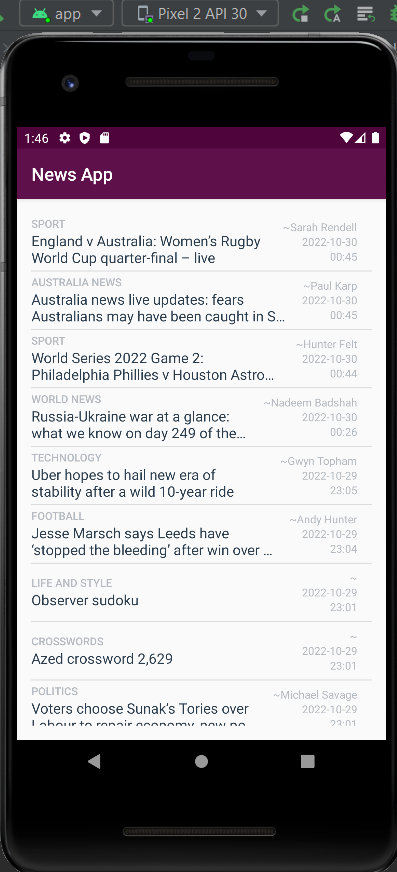 app
Pixel 2 API 30
1:46
News App
SPORT
~Sarah Rendell
England v Australia: Women’s Rugby
2022-10-30
World Cup quarter-final – live
00:45
AUSTRALIA NEWS
~Paul Karp
Australia news live updates: fears
2022-10-30
Australians may have been caught in S…
00:45
SPORT
~Hunter Felt
World Series 2022 Game 2:
2022-10-30
Philadelphia Phillies v Houston Astro…
00:44
WORLD NEWS
~Nadeem Badshah
Russia-Ukraine war at a glance:
2022-10-30
what we know on day 249 of the…
00:26
TECHNOLOGY
~Gwyn Topham
Uber hopes to hail new era of
2022-10-29
stability after a wild 10-year ride
23:05
FOOTBALL
~Andy Hunter
Jesse Marsch says Leeds have
2022-10-29
‘stopped the bleeding’ after win over …
23:04
LIFE AND STYLE
~
Observer sudoku
2022-10-29
23:01
CROSSWORDS
~
Azed crossword 2,629
2022-10-29
23:01
POLITICS
~Michael Savage
Voters choose Sunak’s Tories over
2022-10-29
Labour to repair economy, new po
23:01